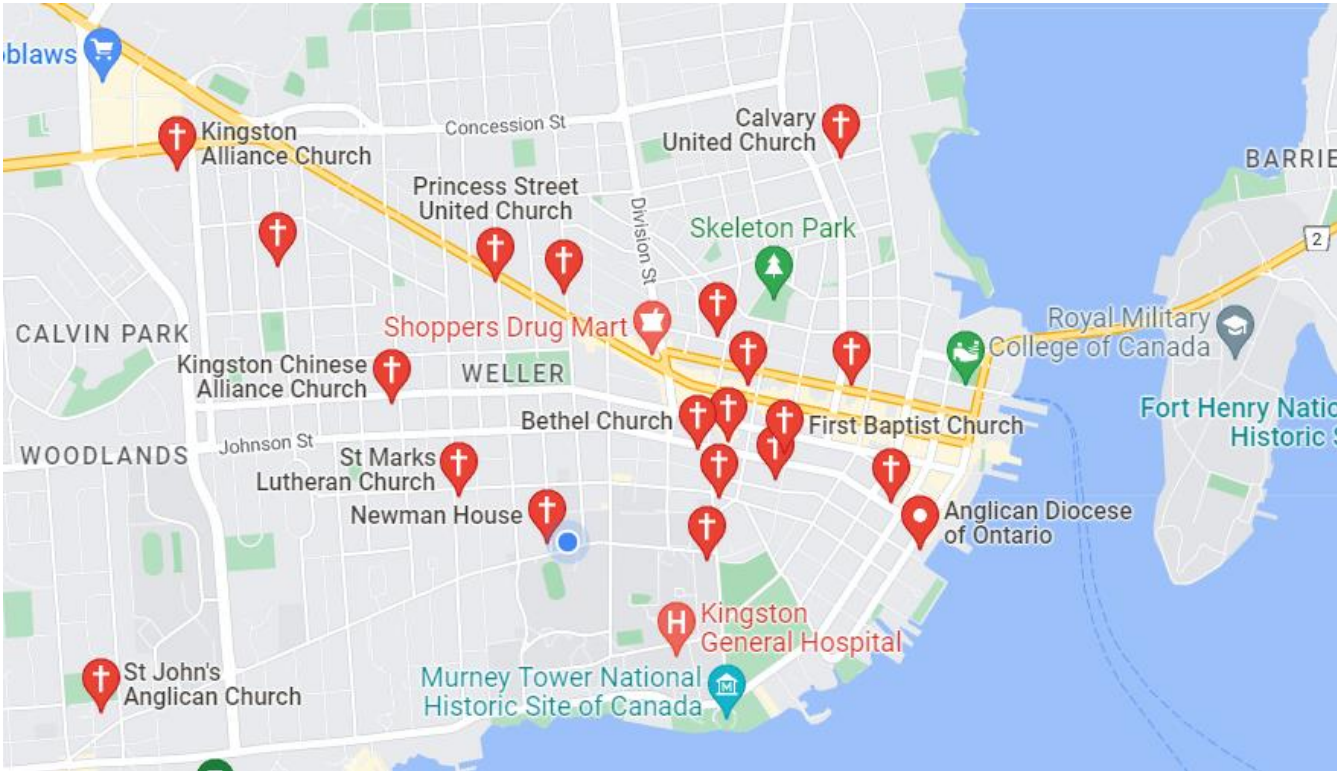 oblaws
Kingston
Alliance Church
Concession St
Calvary
United Church
BARRIE
Princess Street
United Church
Division St
Skeleton Park
2
Shoppers Drug Mart
Royal Military
College of Canada
CALVIN PARK
Kingston Chinese
Alliance Church
WELLER
Bethel Church
First Baptist Church
Fort Henry Natio
Historic S
WOODLANDS
Johnson St
St Marks
Lutheran Church
Newman House
Anglican Diocese
of Ontario
H
Kingston
General Hospital
St John's
Anglican Church
Murney Tower National
Historic Site of Canada
M